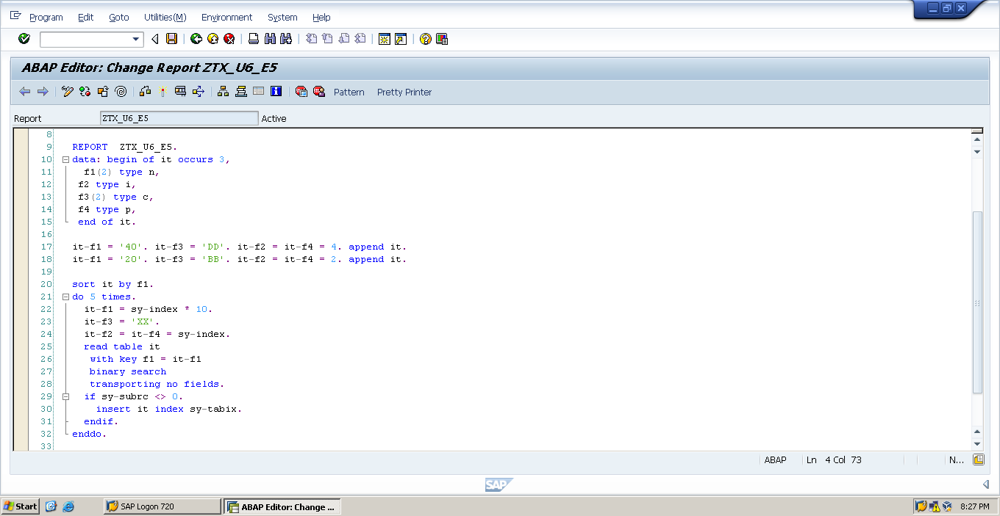 Program Edit Goto Utilities(M) Environment System Help
ABAP Editor: Change Report ZTX_U6_E5
Pattern Pretty Printer
Report ZTX_U6_E5 Active
8
9 REPORT ZTX_U6_E5.
10 data: begin of it occurs 3,
11 f1(2) type n,
12 f2 type i,
13 f3(2) type c,
14 f4 type p,
15 end of it.
16
17 it-f1 = '40'. it-f3 = 'DD'. it-f2 = it-f4 = 4. append it.
18 it-f1 = '20'. it-f3 = 'BB'. it-f2 = it-f4 = 2. append it.
19
20 sort it by f1.
21 do 5 times.
22 it-f1 = sy-index * 10.
23 it-f3 = 'XX'.
24 it-f2 = it-f4 = sy-index.
25 read table it
26 with key f1 = it-f1
27 binary search
28 transporting no fields.
29 if sy-subrc <> 0.
30 insert it index sy-tabix.
31 endif.
32 enddo.
33
ABAP Ln 4 Col 73 N...
SAP
Start SAP Logon 720 ABAP Editor: Change ... 8:27 PM